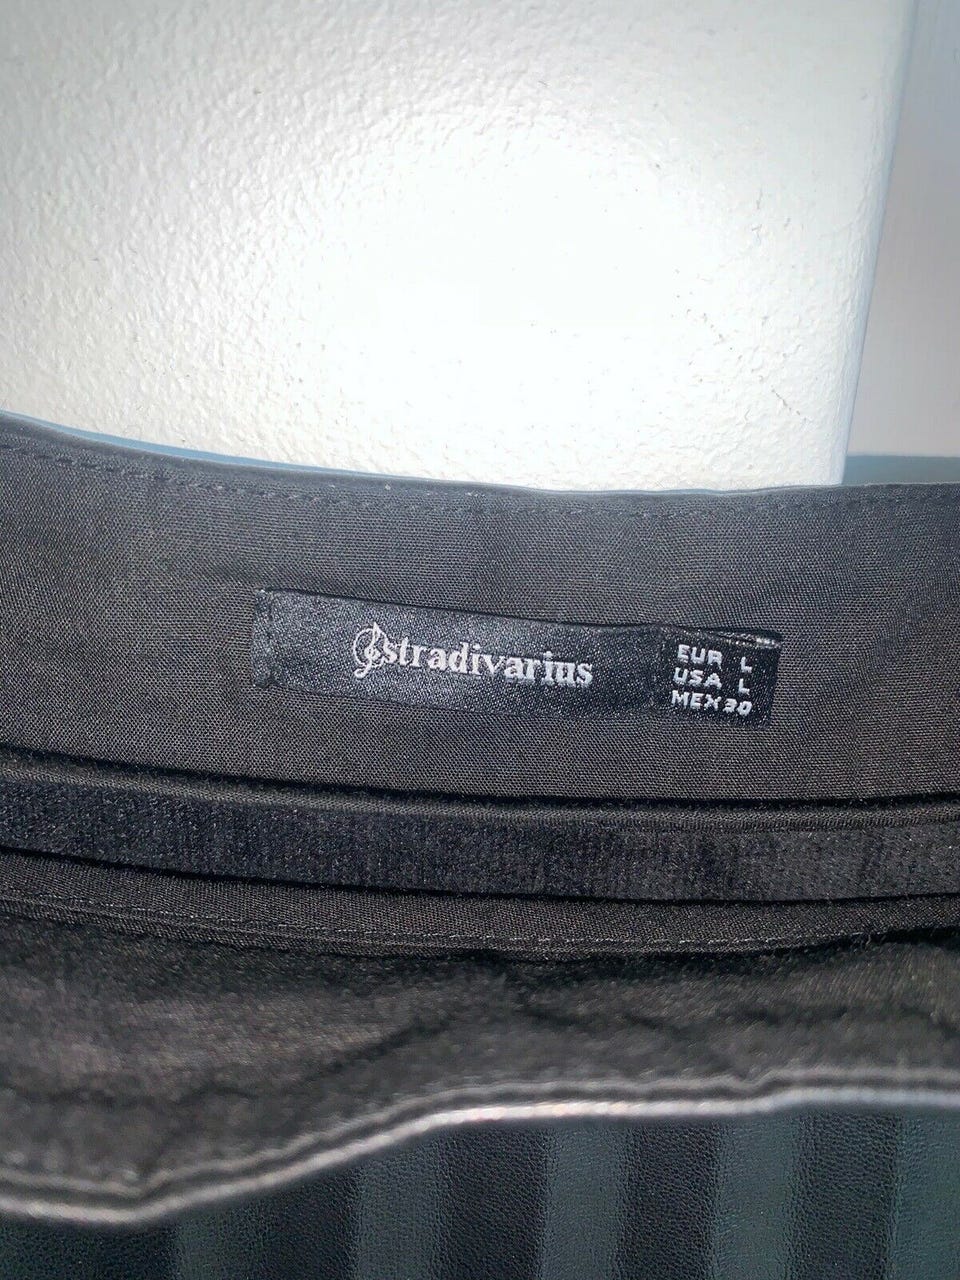 stradivarius
EUR L
USA L
MEX 30